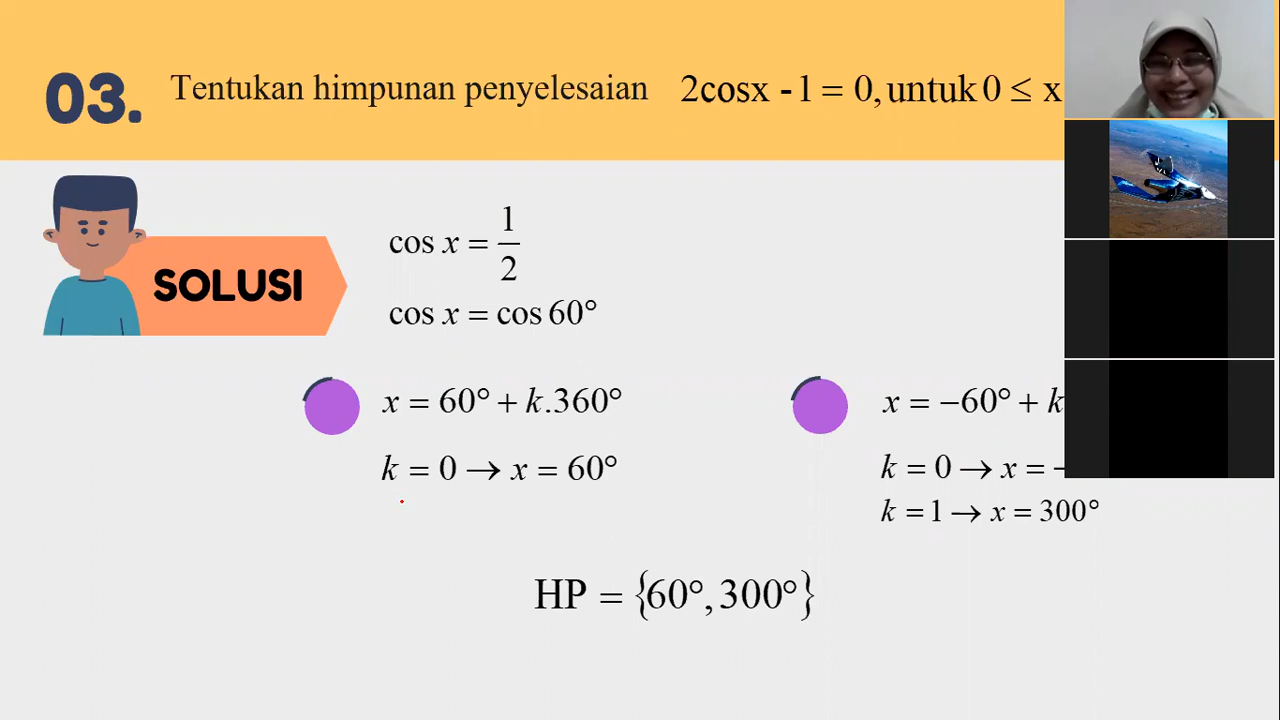 03. Tentukan himpunan penyelesaian 2cosx - 1 = 0, untuk 0 ≤ x
SOLUSI
cos x = 1/2
cos x = cos 60°
x = 60° + k.360°
k = 0 → x = 60°
x = −60° + k
k = 0 → x = −
k = 1 → x = 300°
HP = {60°, 300°}